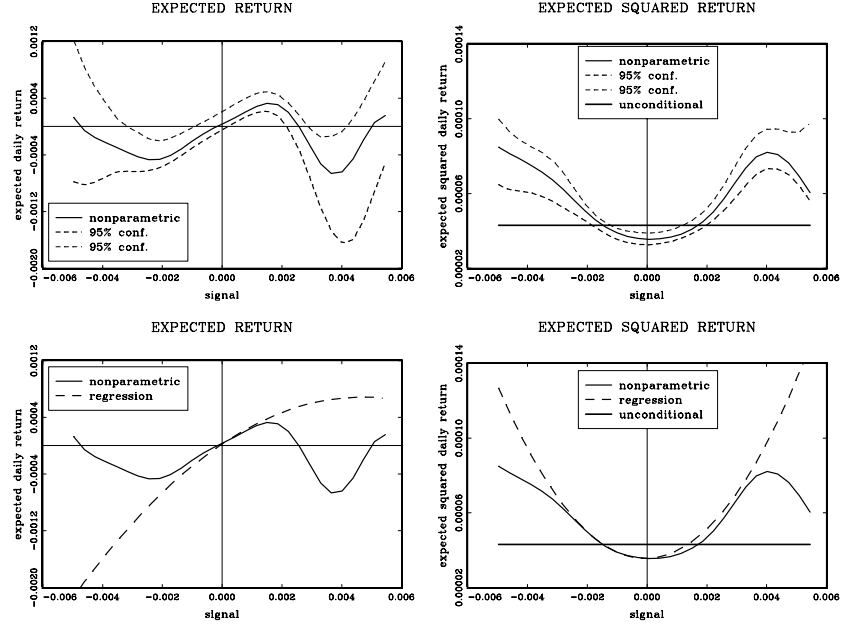 EXPECTED RETURN
expected daily return
0.0012
0.0004
−0.0004
−0.0012
−0.0020
nonparametric
95% conf.
95% conf.
−0.006 −0.004 −0.002 0.000 0.002 0.004 0.006
signal
EXPECTED SQUARED RETURN
expected squared daily return
0.00014
0.00010
0.00006
0.00002
nonparametric
95% conf.
95% conf.
unconditional
−0.006 −0.004 −0.002 0.000 0.002 0.004 0.006
signal
EXPECTED RETURN
expected daily return
0.0012
0.0004
−0.0004
−0.0012
−0.0020
nonparametric
regression
−0.006 −0.004 −0.002 0.000 0.002 0.004 0.006
signal
EXPECTED SQUARED RETURN
expected squared daily return
0.00014
0.00010
0.00006
0.00002
nonparametric
regression
unconditional
−0.006 −0.004 −0.002 0.000 0.002 0.004 0.006
signal